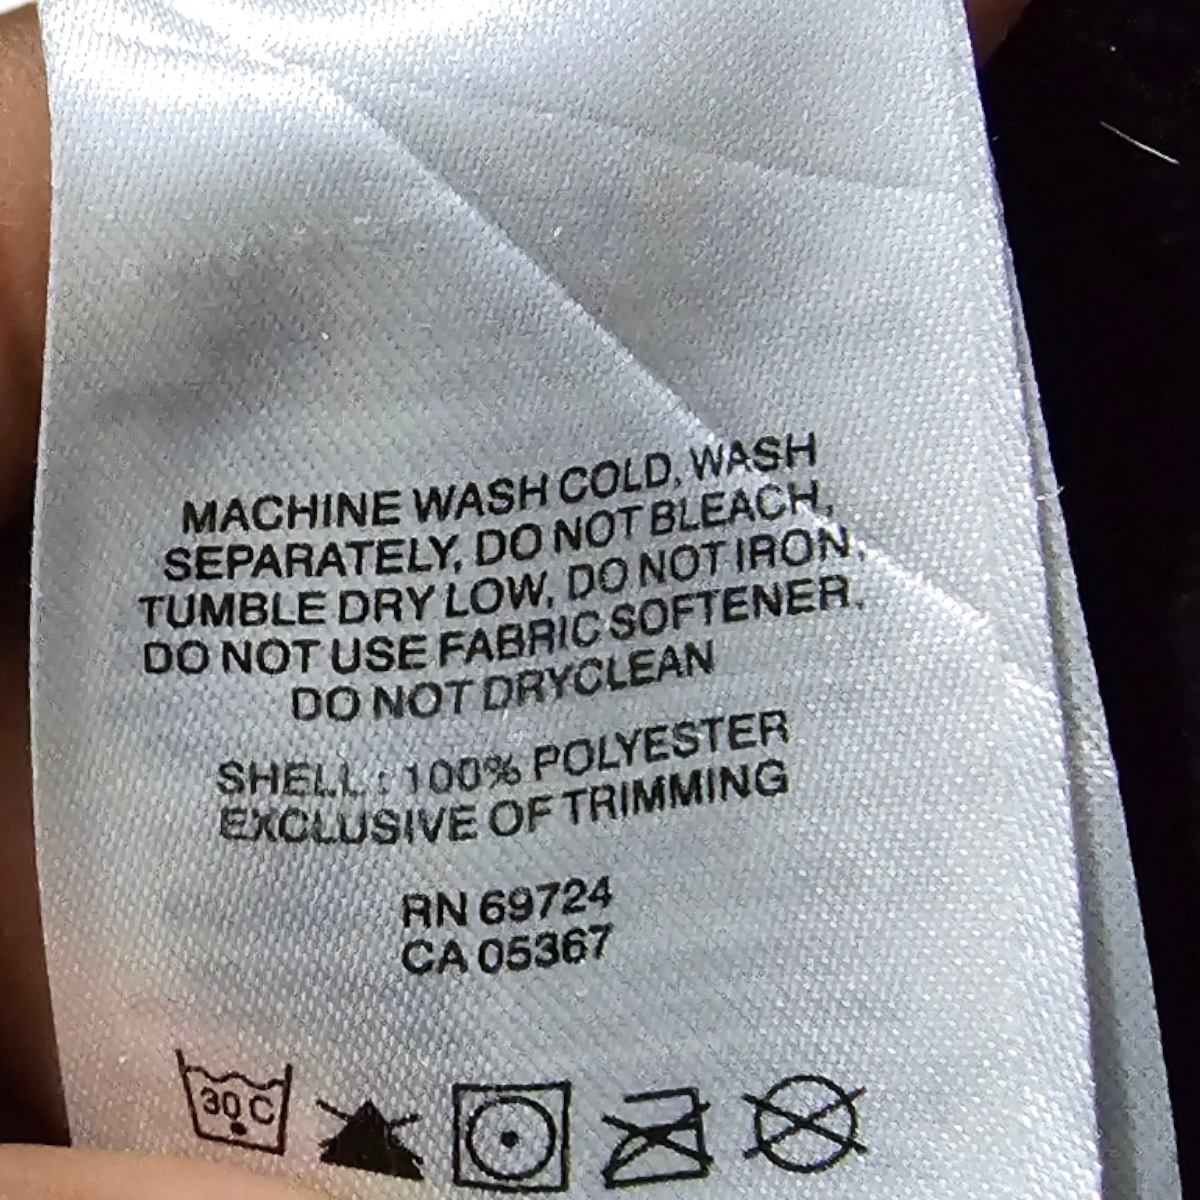 MACHINE WASH COLD, WASH
SEPARATELY, DO NOT BLEACH,
TUMBLE DRY LOW, DO NOT IRON,
DO NOT USE FABRIC SOFTENER.
DO NOT DRYCLEAN
SHELL : 100% POLYESTER
EXCLUSIVE OF TRIMMING
RN 69724
CA 05367
30 C